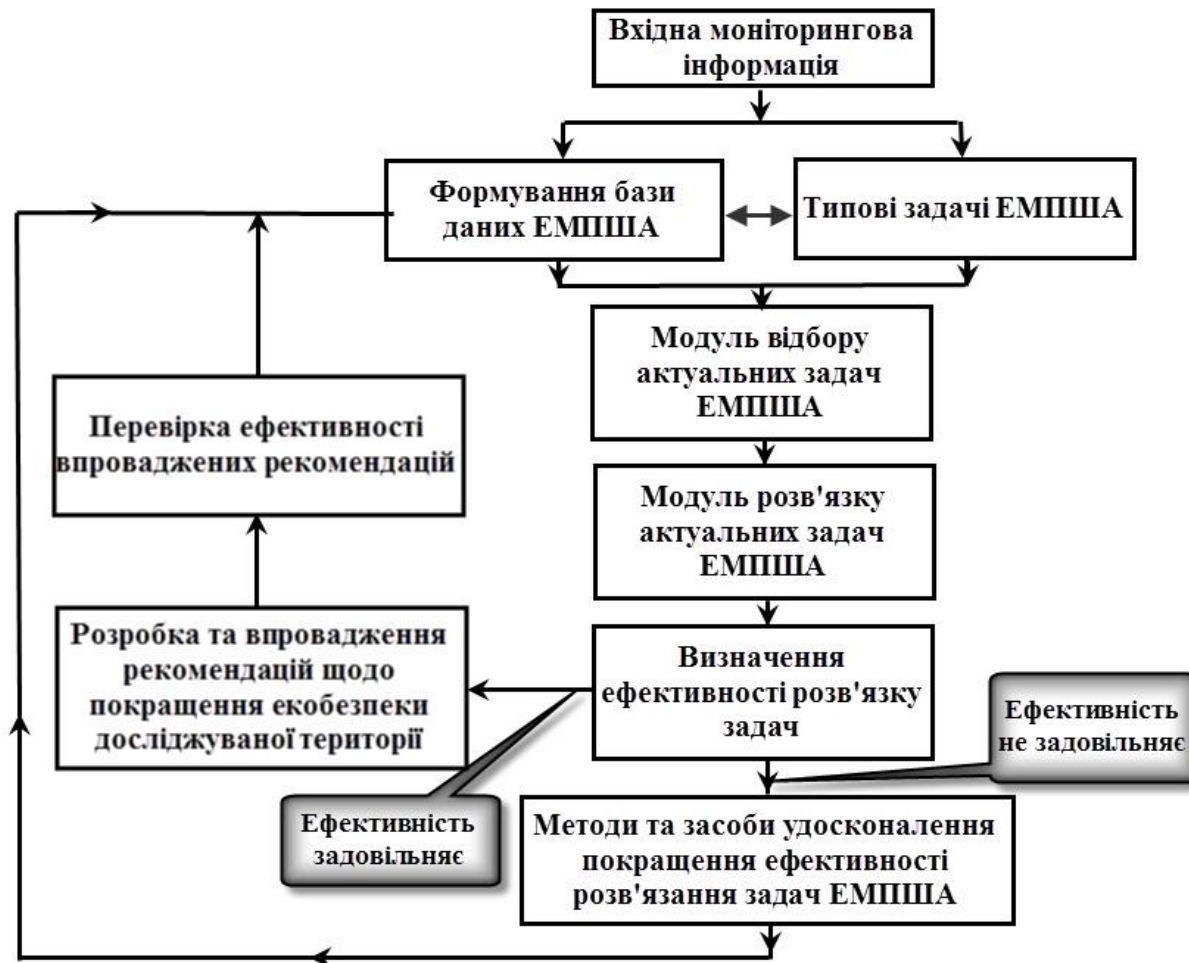 Вхідна моніторингова
інформація
Формування бази
даних ЕМПША
Типові задачі ЕМПША
Модуль відбору
актуальних задач
ЕМПША
Перевірка ефективності
впроваджених рекомендацій
Модуль розв'язку
актуальних задач
ЕМПША
Розробка та впровадження
рекомендацій щодо
покращення екобезпеки
досліджуваної території
Визначення
ефективності розв'язку
задач
Ефективність
не задовільняє
Ефективність
задовільняє
Методи та засоби удосконалення
покращення ефективності
розв'язання задач ЕМПША